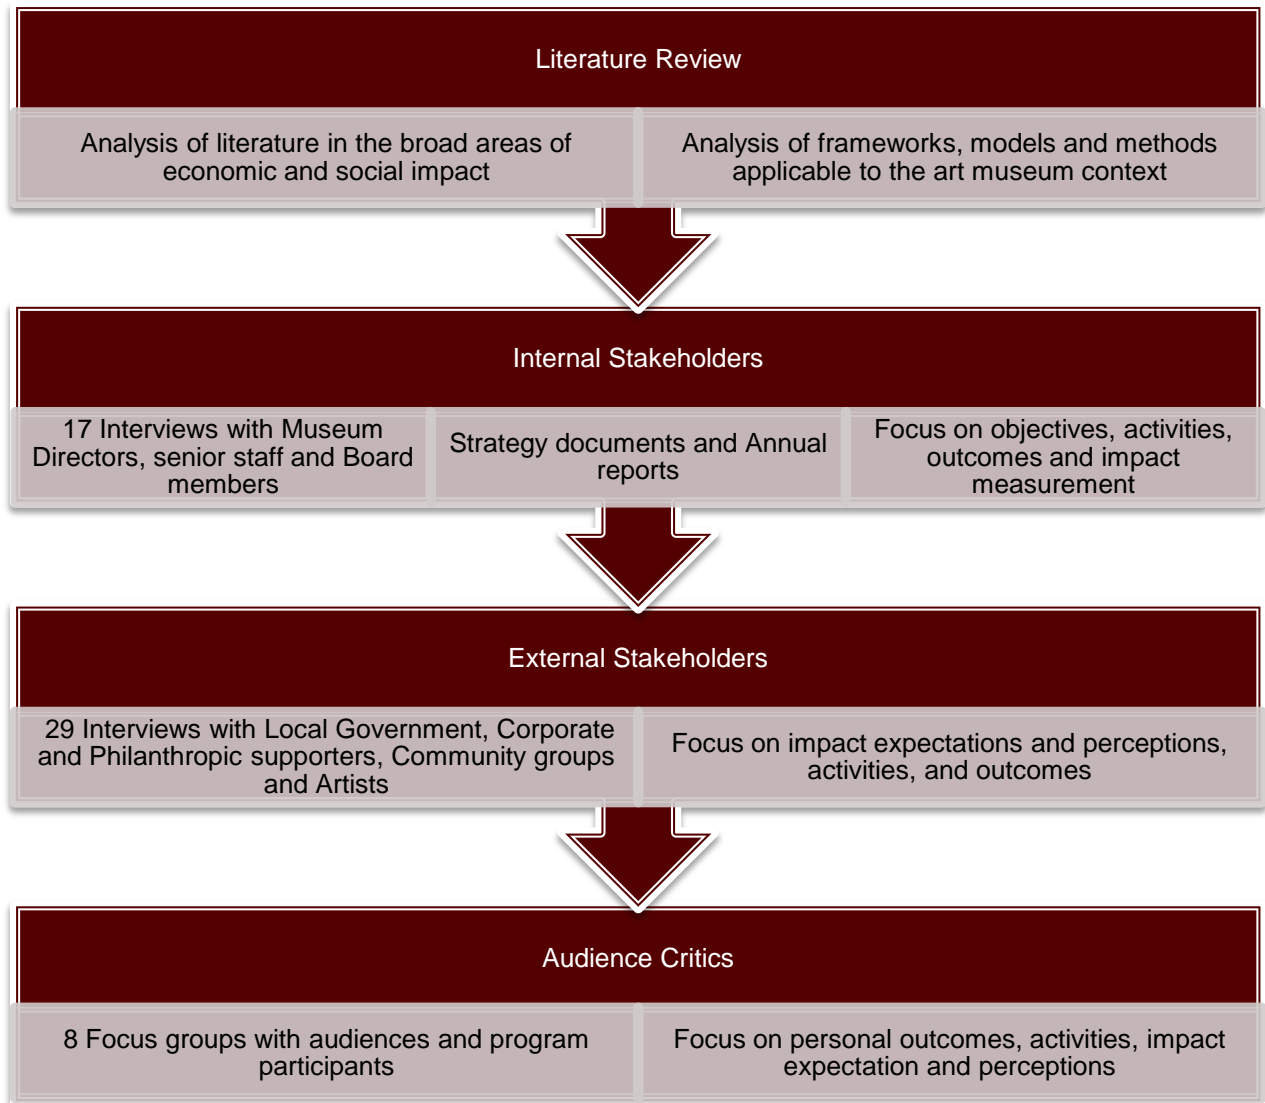 Literature Review
Analysis of literature in the broad areas of
economic and social impact
Analysis of frameworks, models and methods
applicable to the art museum context
Internal Stakeholders
17 Interviews with Museum
Directors, senior staff and Board
members
Strategy documents and Annual
reports
Focus on objectives, activities,
outcomes and impact
measurement
External Stakeholders
29 Interviews with Local Government, Corporate
and Philanthropic supporters, Community groups
and Artists
Focus on impact expectations and perceptions,
activities, and outcomes
Audience Critics
8 Focus groups with audiences and program
participants
Focus on personal outcomes, activities, impact
expectation and perceptions